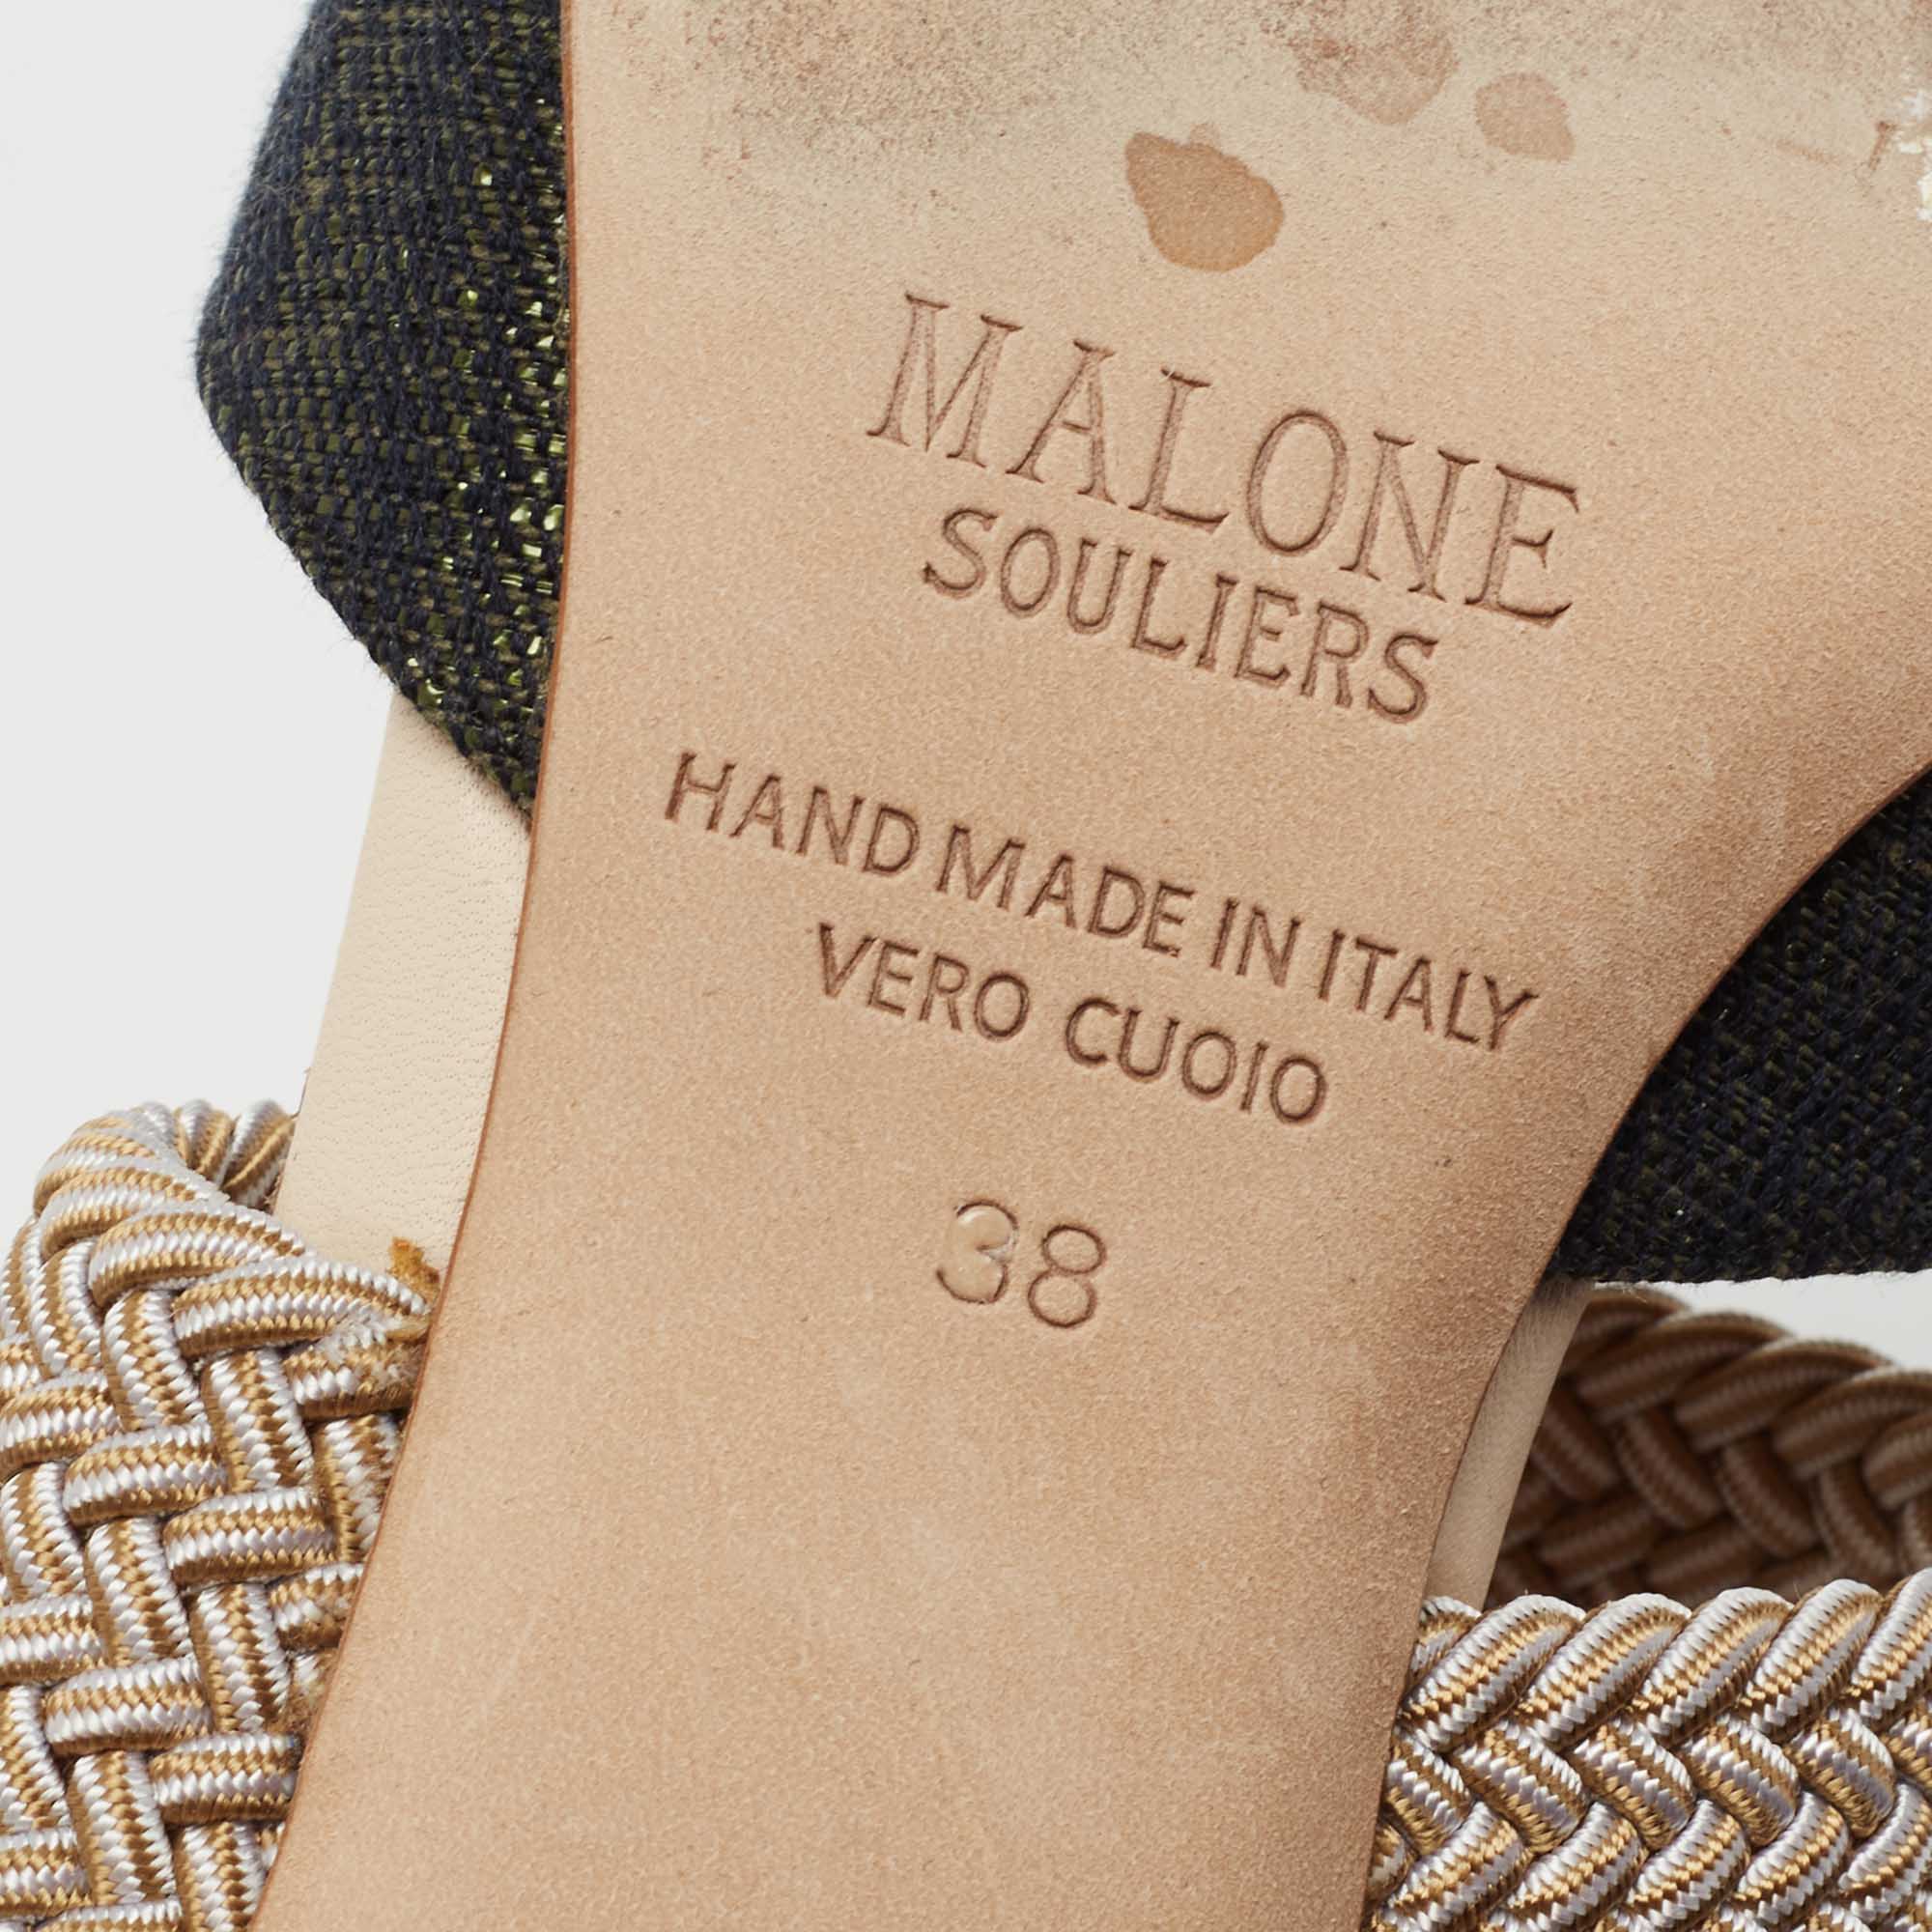 MALONE
SOULIERS
HAND MADE IN ITALY
VERO CUOIO
38